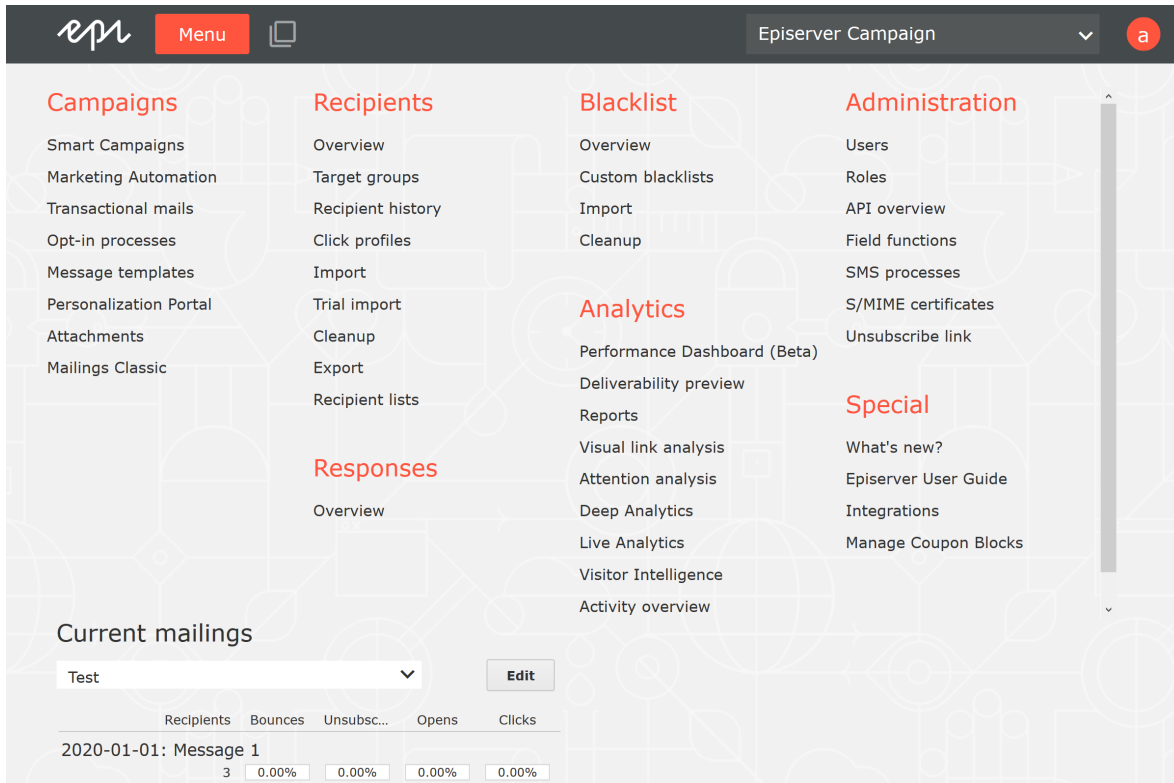 epi
Menu
Episerver Campaign
a
Campaigns
Smart Campaigns
Marketing Automation
Transactional mails
Opt-in processes
Message templates
Personalization Portal
Attachments
Mailings Classic
Recipients
Overview
Target groups
Recipient history
Click profiles
Import
Trial import
Cleanup
Export
Recipient lists
Responses
Overview
Blacklist
Overview
Custom blacklists
Import
Cleanup
Analytics
Performance Dashboard (Beta)
Deliverability preview
Reports
Visual link analysis
Attention analysis
Deep Analytics
Live Analytics
Visitor Intelligence
Activity overview
Administration
Users
Roles
API overview
Field functions
SMS processes
S/MIME certificates
Unsubscribe link
Special
What's new?
Episerver User Guide
Integrations
Manage Coupon Blocks
Current mailings
Test
Edit
Recipients Bounces Unsubsc... Opens Clicks
2020-01-01: Message 1
3 0.00% 0.00% 0.00% 0.00%